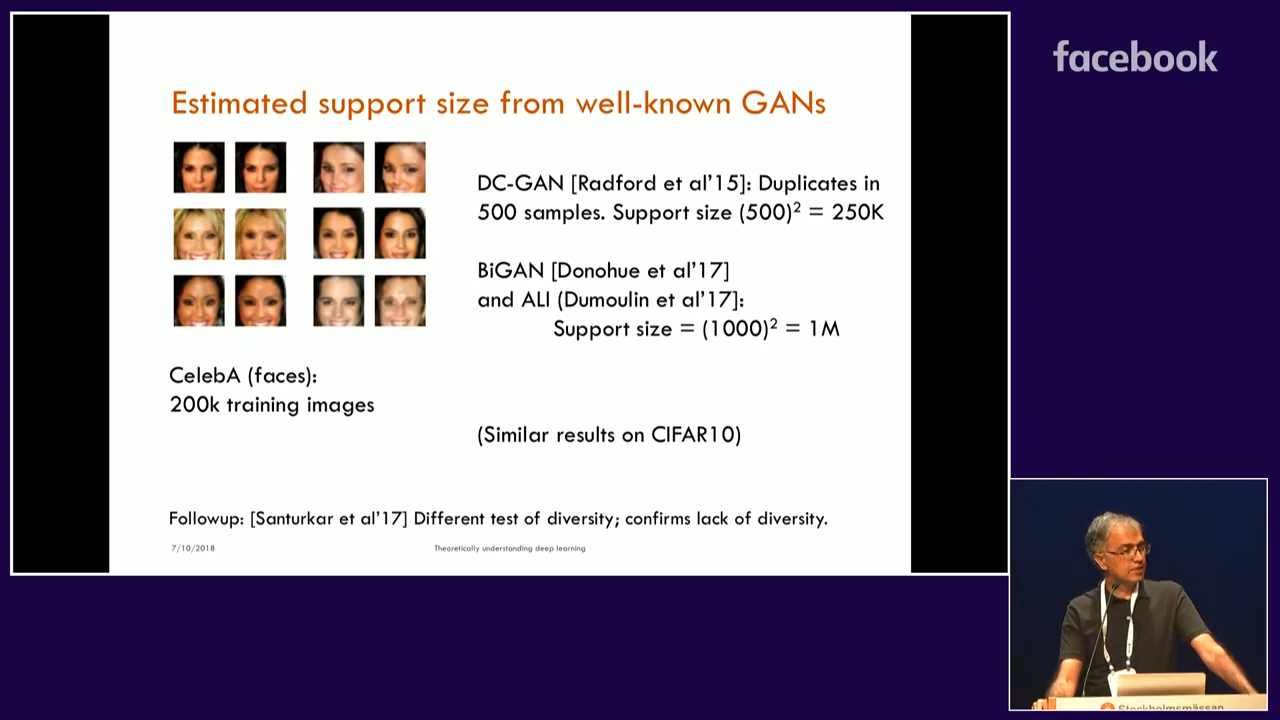 facebook
Estimated support size from well-known GANs
DC-GAN [Radford et al’15]: Duplicates in
500 samples. Support size (500)² = 250K
BiGAN [Donohue et al’17]
and ALI (Dumoulin et al’17]:
Support size = (1000)² = 1M
CelebA (faces):
200k training images
(Similar results on CIFAR10)
Followup: [Santurkar et al’17] Different test of diversity; confirms lack of diversity.
7/10/2018
Theoretically understanding deep learning
Stockholmsmässan